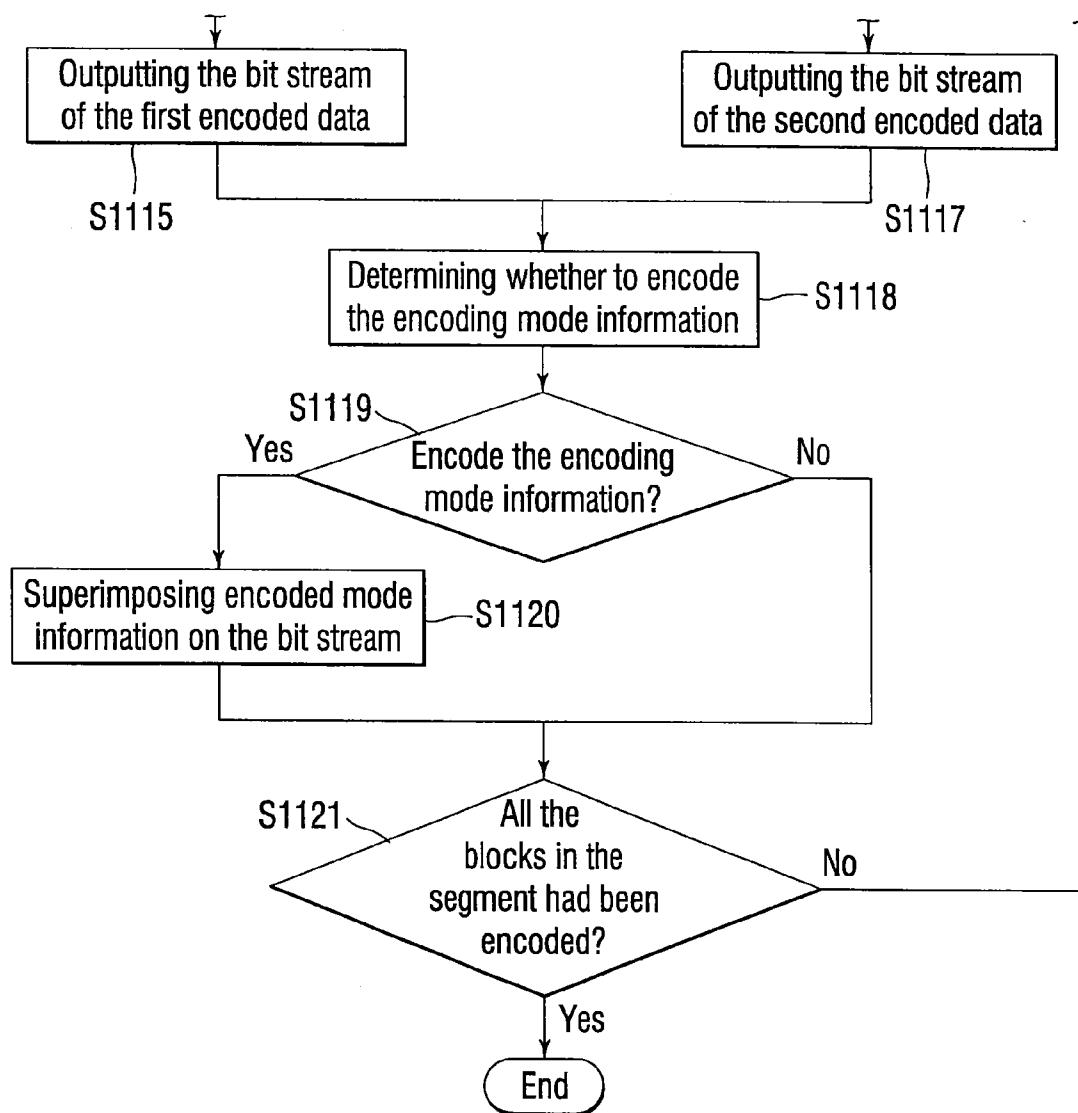 Outputting the bit stream
of the first encoded data
S1115
Outputting the bit stream
of the second encoded data
S1117
Determining whether to encode
the encoding mode information
S1118
S1119
Yes
Encode the encoding
mode information?
No
Superimposing encoded mode
information on the bit stream
S1120
S1121
All the
blocks in the
segment had been
encoded?
No
Yes
End